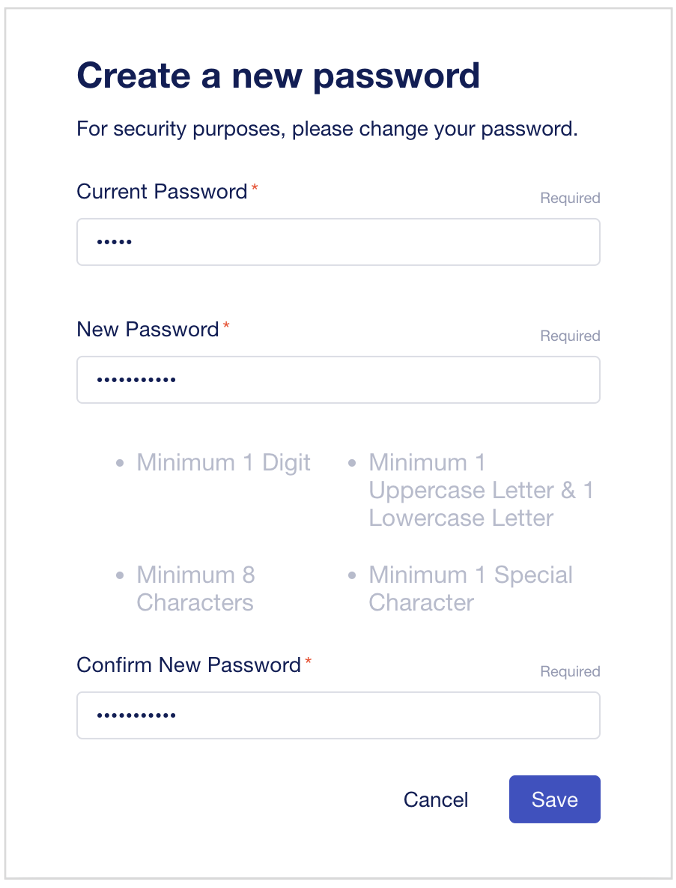 Create a new password
For security purposes, please change your password.
Current Password*
Required
•••••
New Password*
Required
•••••••••••
• Minimum 1 Digit
• Minimum 1
Uppercase Letter & 1
Lowercase Letter
• Minimum 8
Characters
• Minimum 1 Special
Character
Confirm New Password*
Required
•••••••••••
Cancel
Save